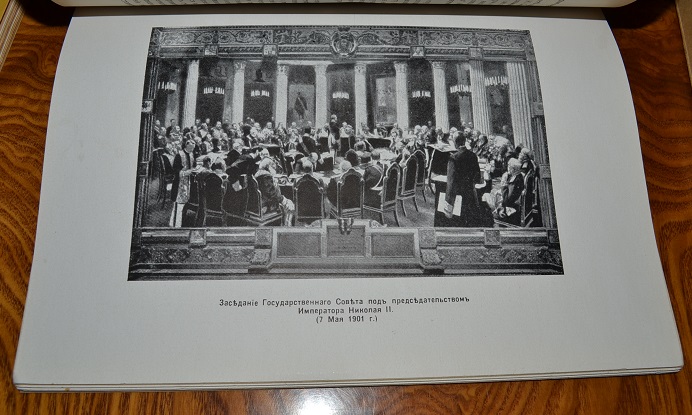 Засѣданіе Государственнаго Совѣта подъ предсѣдательствомъ
Императора Николая II.
(7 Мая 1901 г.)